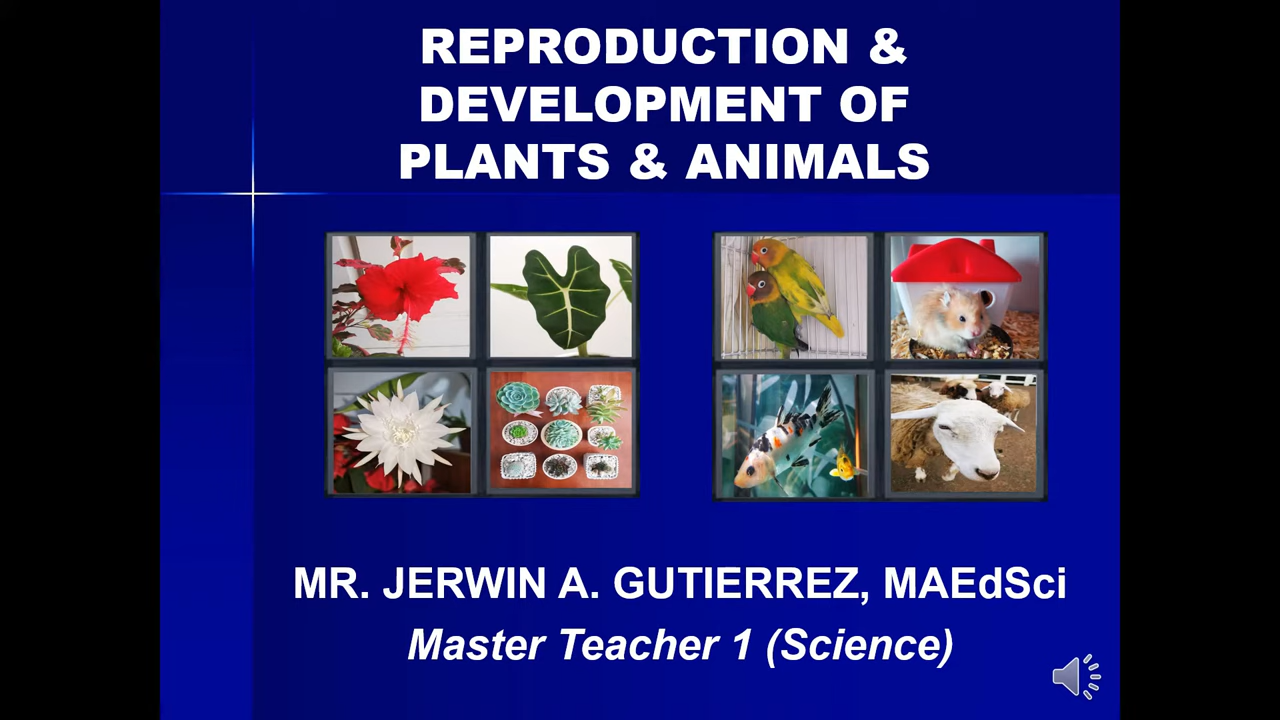 REPRODUCTION &
DEVELOPMENT OF
PLANTS & ANIMALS
MR. JERWIN A. GUTIERREZ, MAEdSci
Master Teacher 1 (Science)